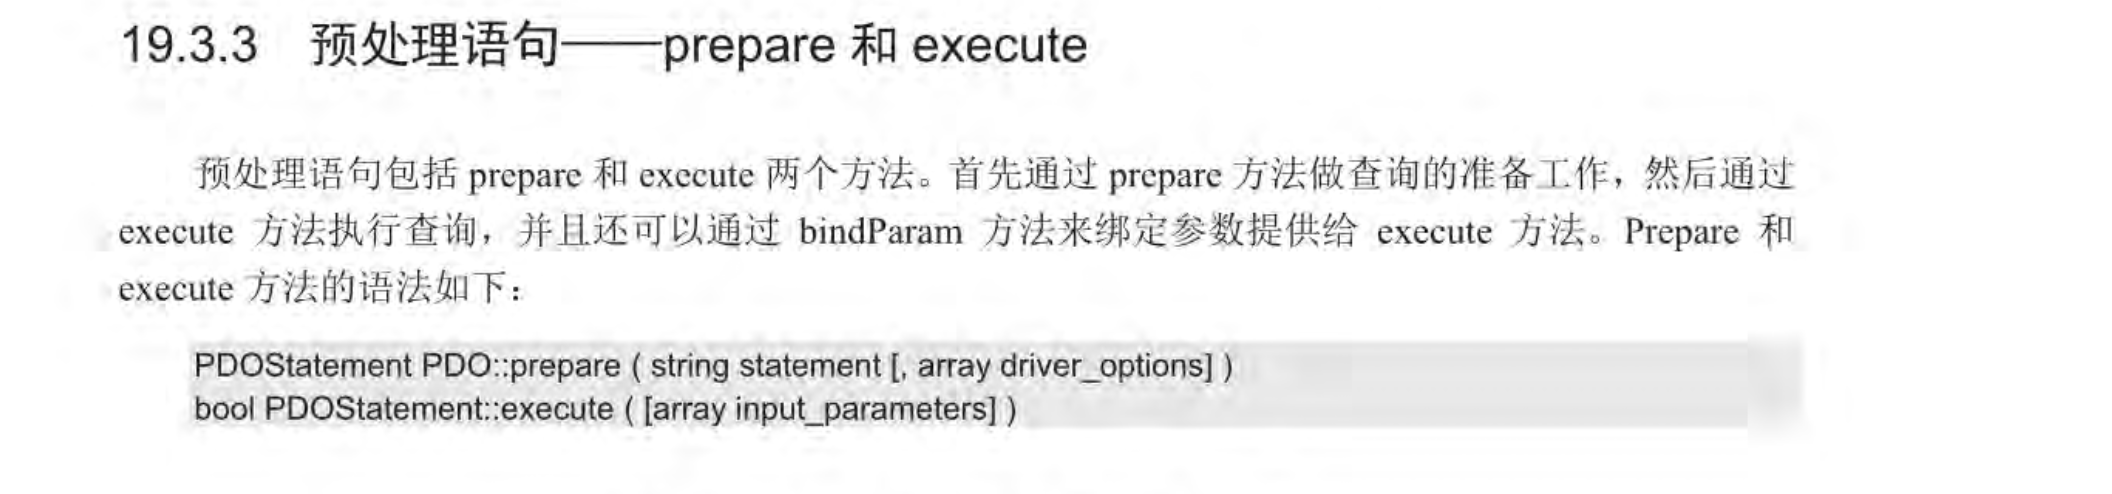 19.3.3 预处理语句——prepare 和 execute
预处理语句包括 prepare 和 execute 两个方法。首先通过 prepare 方法做查询的准备工作，然后通过
execute 方法执行查询，并且还可以通过 bindParam 方法来绑定参数提供给 execute 方法。Prepare 和
execute 方法的语法如下：
PDOStatement PDO::prepare ( string statement [, array driver_options] )
bool PDOStatement::execute ( [array input_parameters] )